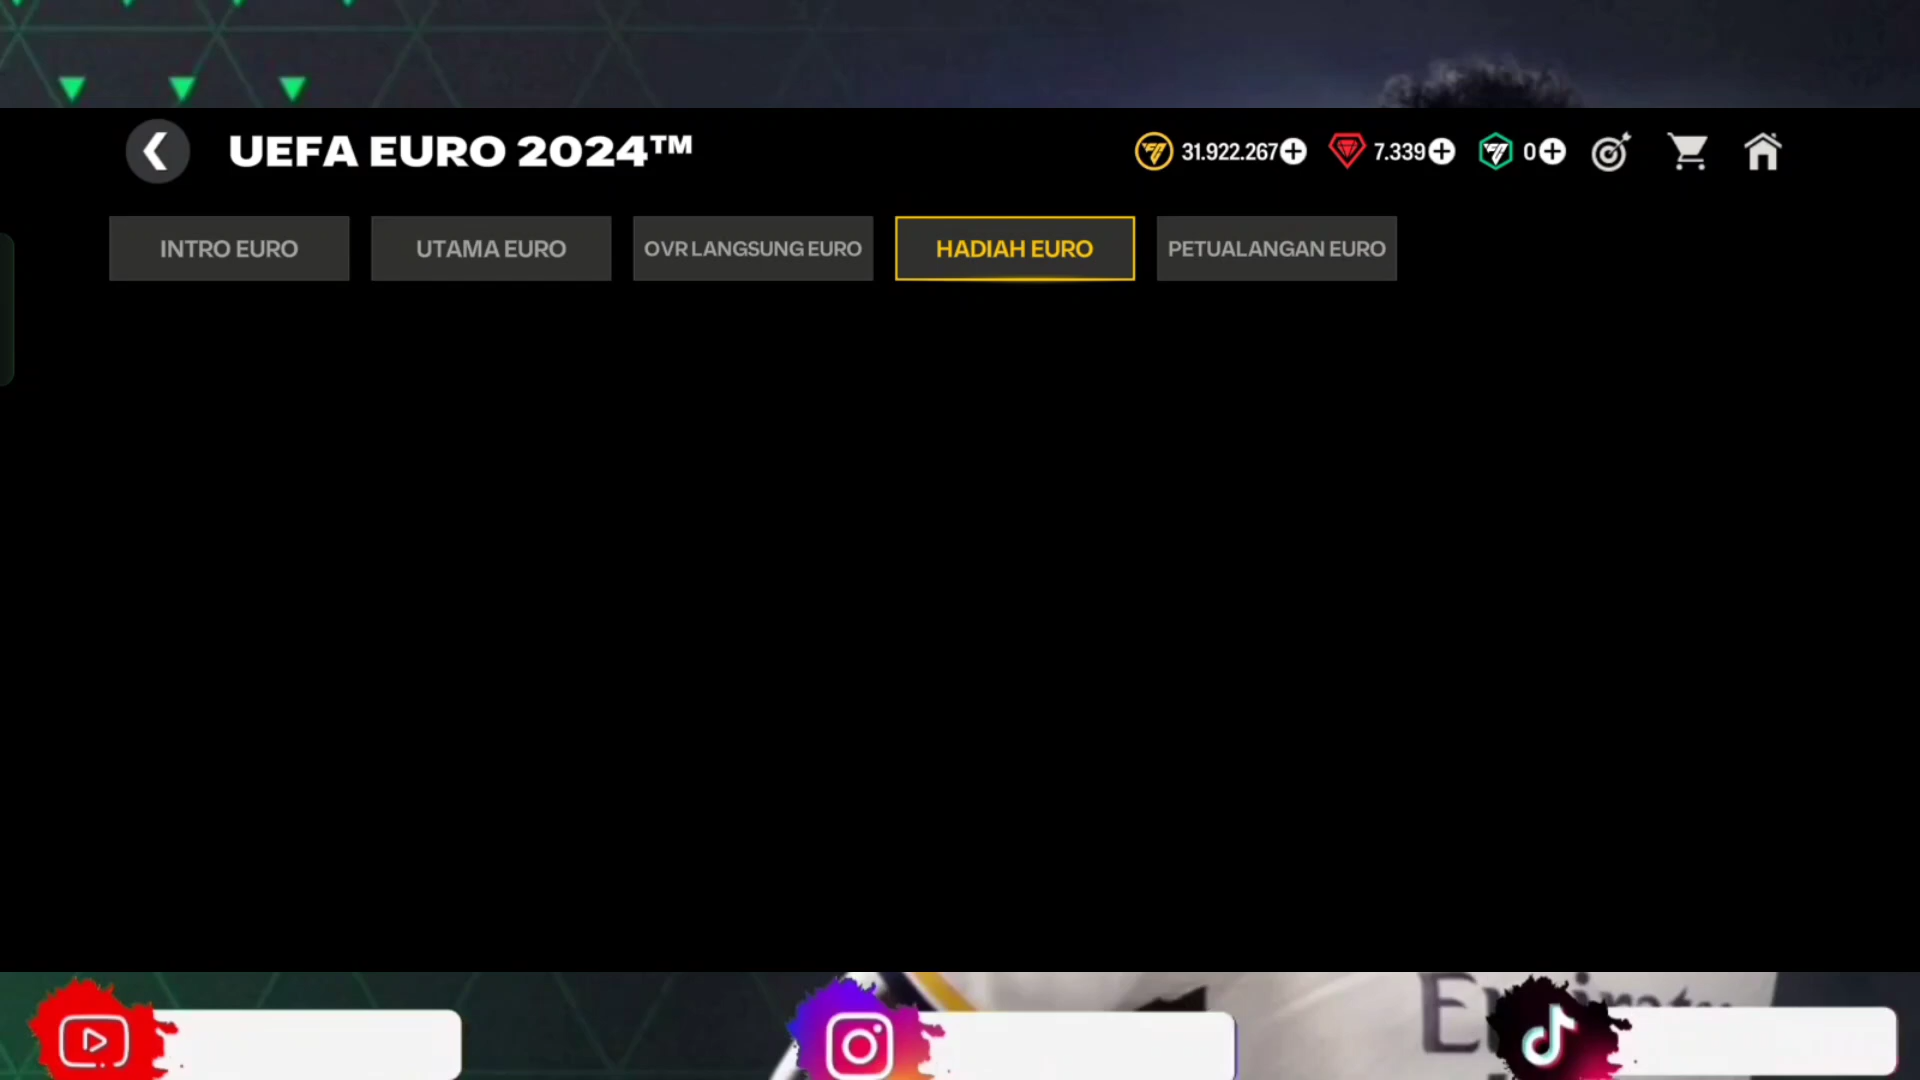 UEFA EURO 2024™
31.922.267
7.339
0
INTRO EURO
UTAMA EURO
OVR LANGSUNG EURO
HADIAH EURO
PETUALANGAN EURO